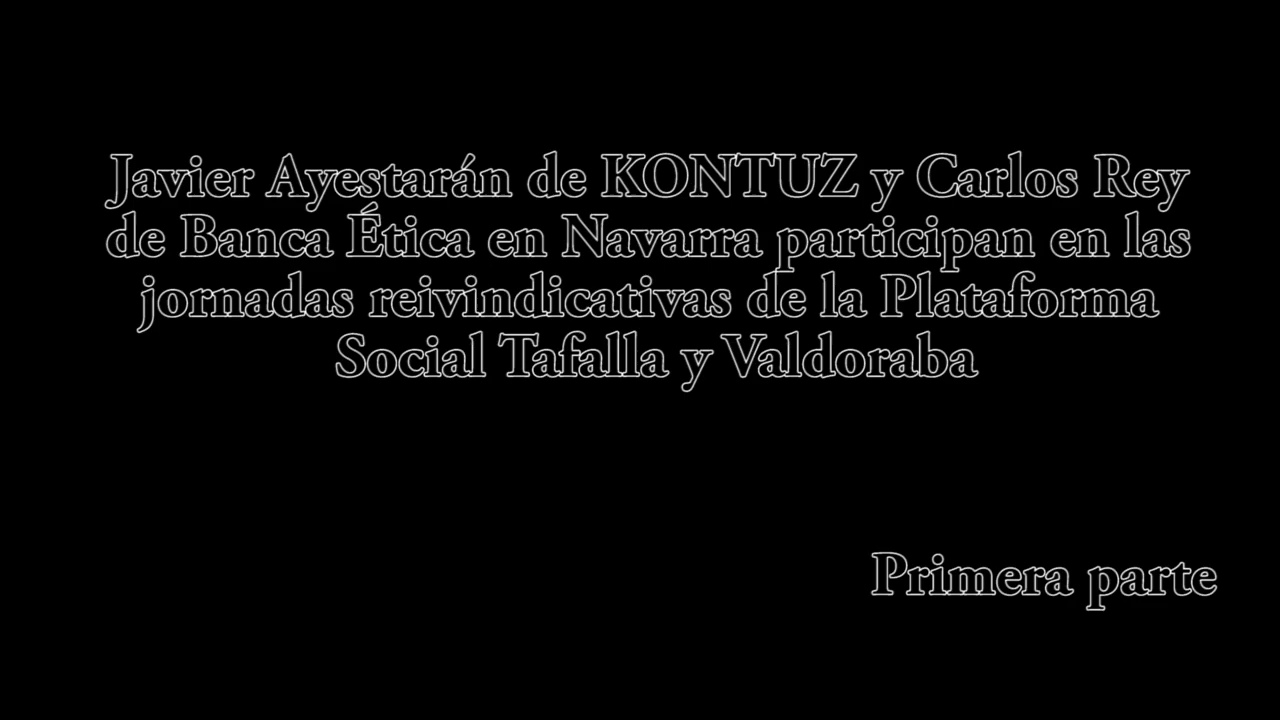 Javier Ayestarán de KONTUZ y Carlos Rey
de Banca Ética en Navarra participan en las
jornadas reivindicativas de la Plataforma
Social Tafalla y Valdoraba
Primera parte